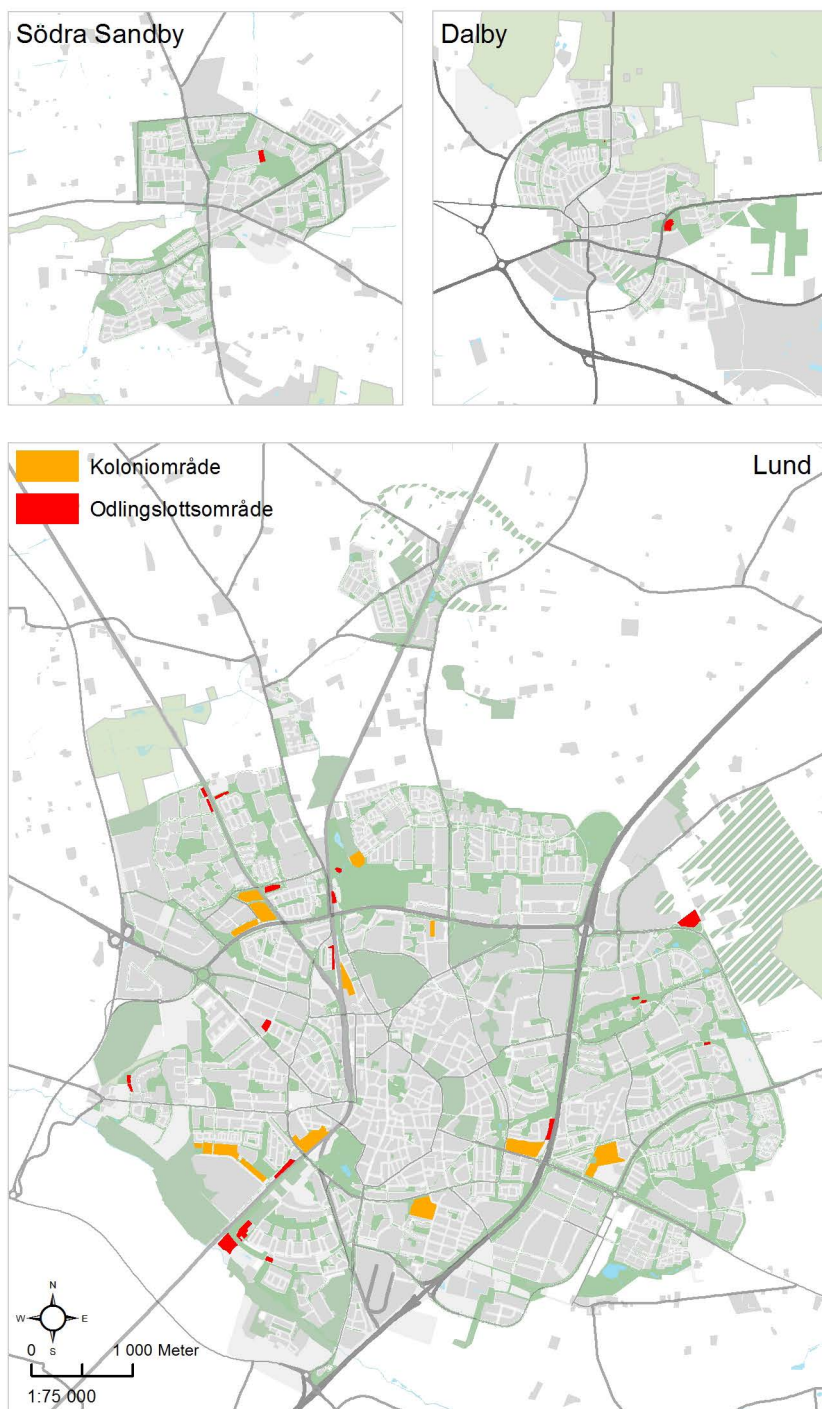 Södra Sandby
Dalby
Koloniområde
Odlingslottsområde
Lund
N
W
E
S
0
1 000 Meter
1:75 000